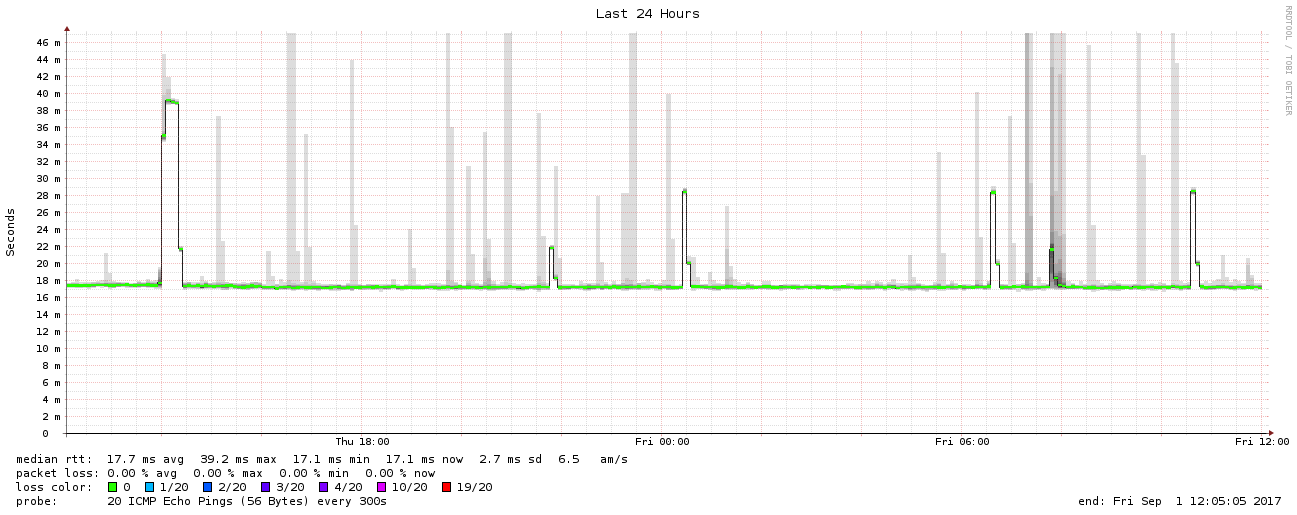 Last 24 Hours
RRDTOOL / TOBI OETIKER
Seconds
46 m
44 m
42 m
40 m
38 m
36 m
34 m
32 m
30 m
28 m
26 m
24 m
22 m
20 m
18 m
16 m
14 m
12 m
10 m
8 m
6 m
4 m
2 m
0
Thu 18:00 Fri 00:00 Fri 06:00 Fri 12:00
median rtt: 17.7 ms avg 39.2 ms max 17.1 ms min 17.1 ms now 2.7 ms sd 6.5 am/s
packet loss: 0.00 % avg 0.00 % max 0.00 % min 0.00 % now
loss color: 0 1/20 2/20 3/20 4/20 10/20 19/20
probe: 20 ICMP Echo Pings (56 Bytes) every 300s end: Fri Sep 1 12:05:05 2017